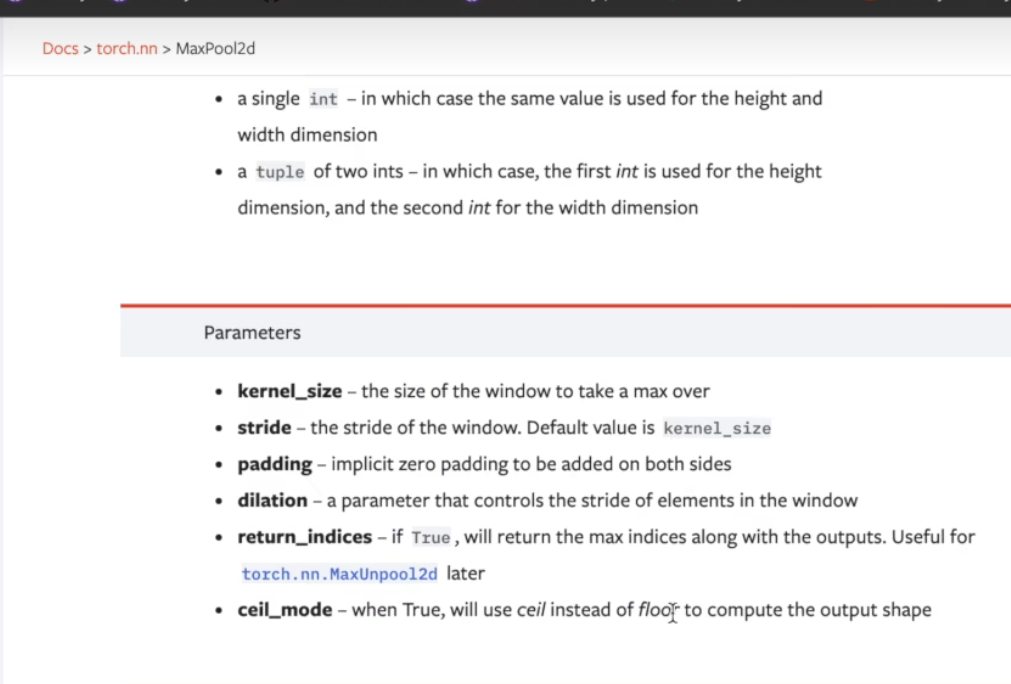 Docs > torch.nn > MaxPool2d
• a single int – in which case the same value is used for the height and
width dimension
• a tuple of two ints – in which case, the first int is used for the height
dimension, and the second int for the width dimension
Parameters
• kernel_size – the size of the window to take a max over
• stride – the stride of the window. Default value is kernel_size
• padding – implicit zero padding to be added on both sides
• dilation – a parameter that controls the stride of elements in the window
• return_indices – if True, will return the max indices along with the outputs. Useful for
torch.nn.MaxUnpool2d later
• ceil_mode – when True, will use ceil instead of floor to compute the output shape